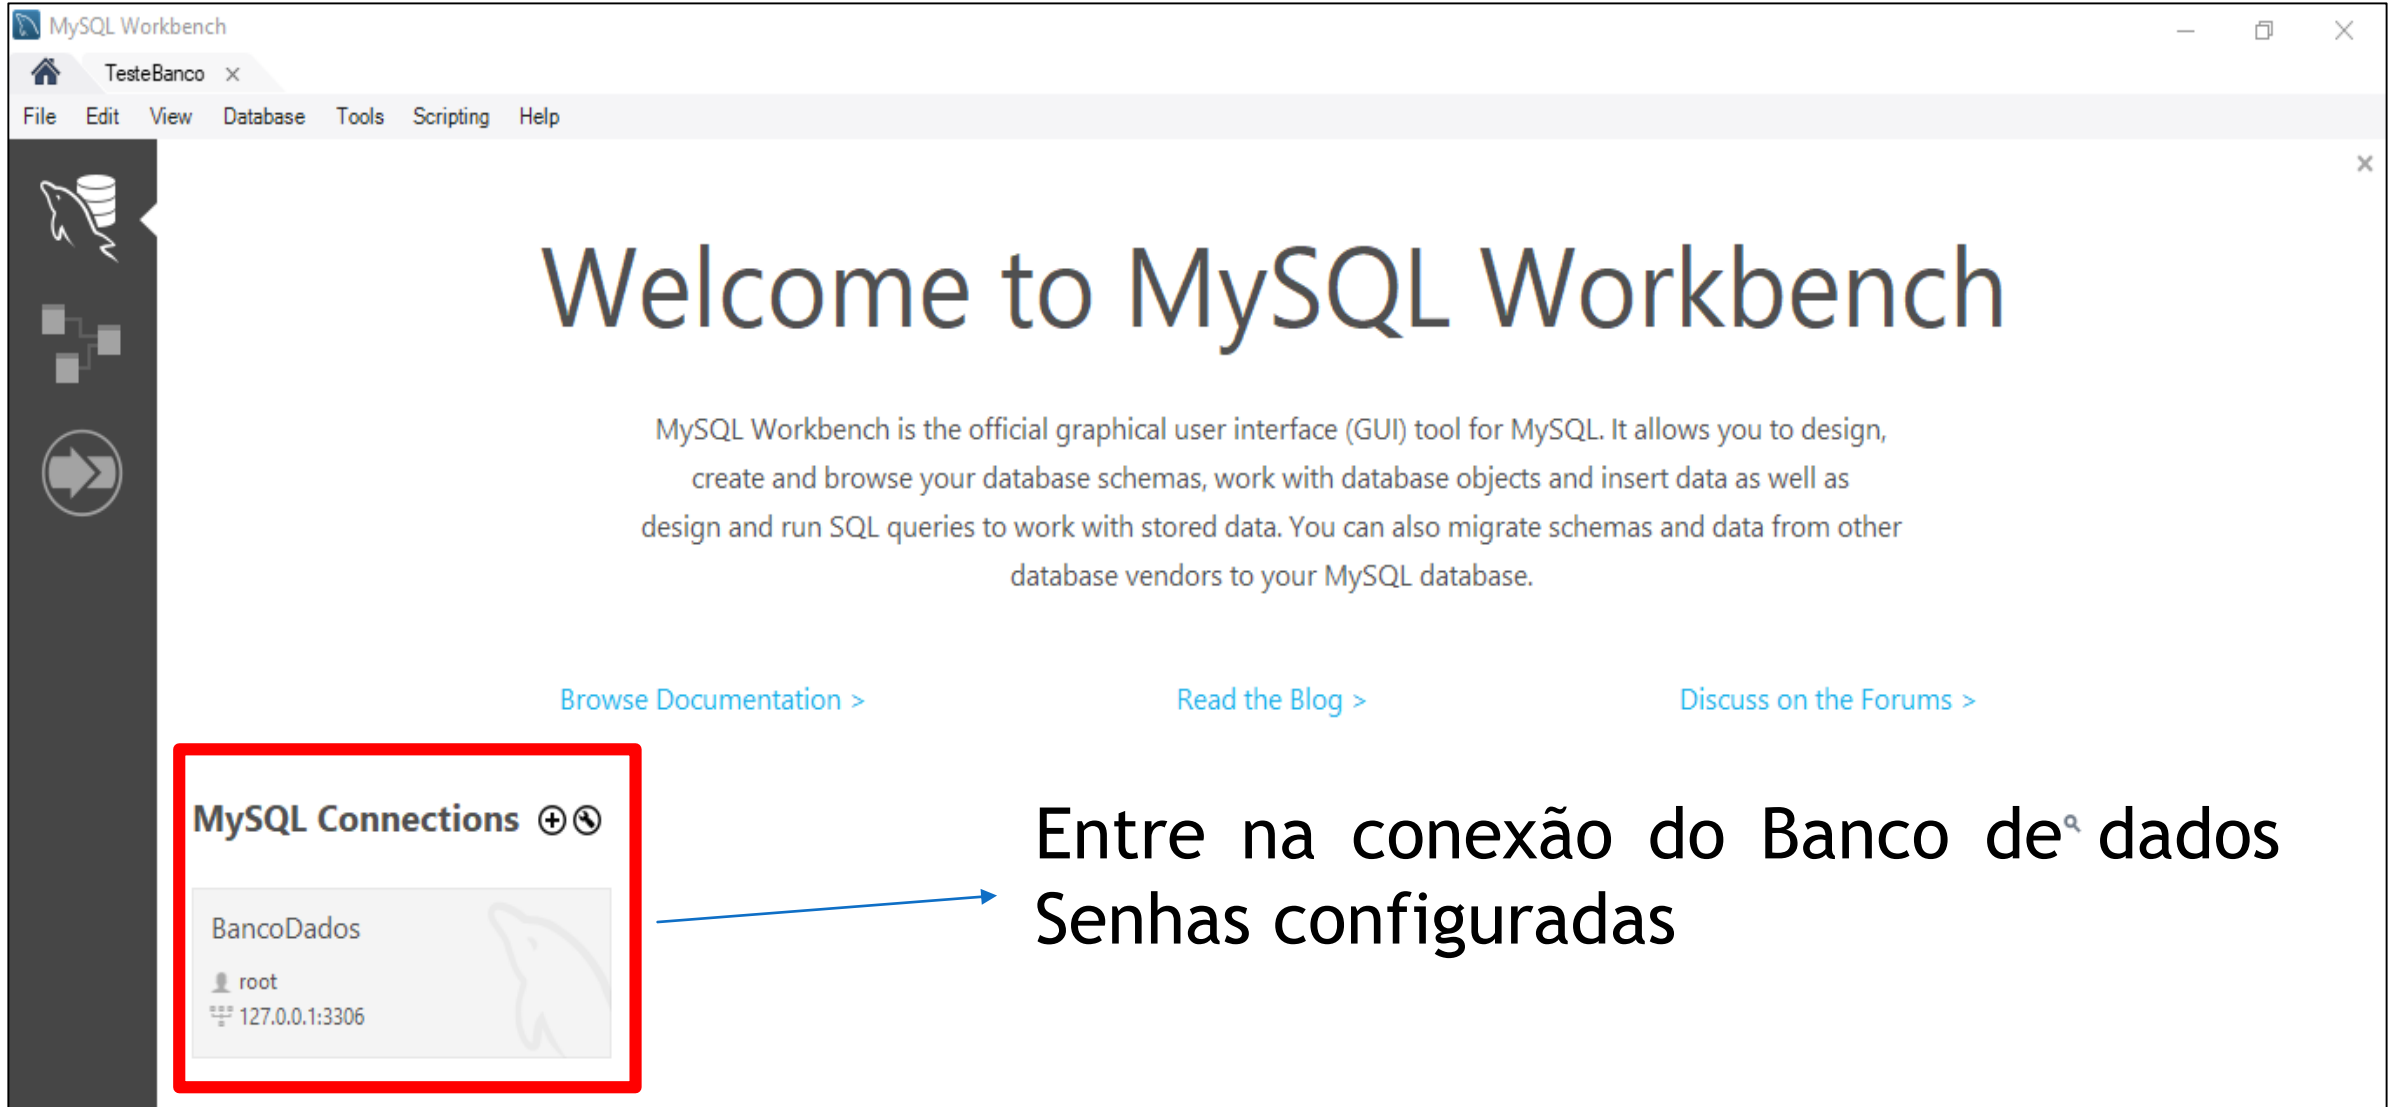 MySQL Workbench
TesteBanco
File Edit View Database Tools Scripting Help
Welcome to MySQL Workbench
MySQL Workbench is the official graphical user interface (GUI) tool for MySQL. It allows you to design,
create and browse your database schemas, work with database objects and insert data as well as
design and run SQL queries to work with stored data. You can also migrate schemas and data from other
database vendors to your MySQL database.
Browse Documentation > Read the Blog > Discuss on the Forums >
MySQL Connections
BancoDados
root
127.0.0.1:3306
Entre na conexão do Banco de dados
Senhas configuradas